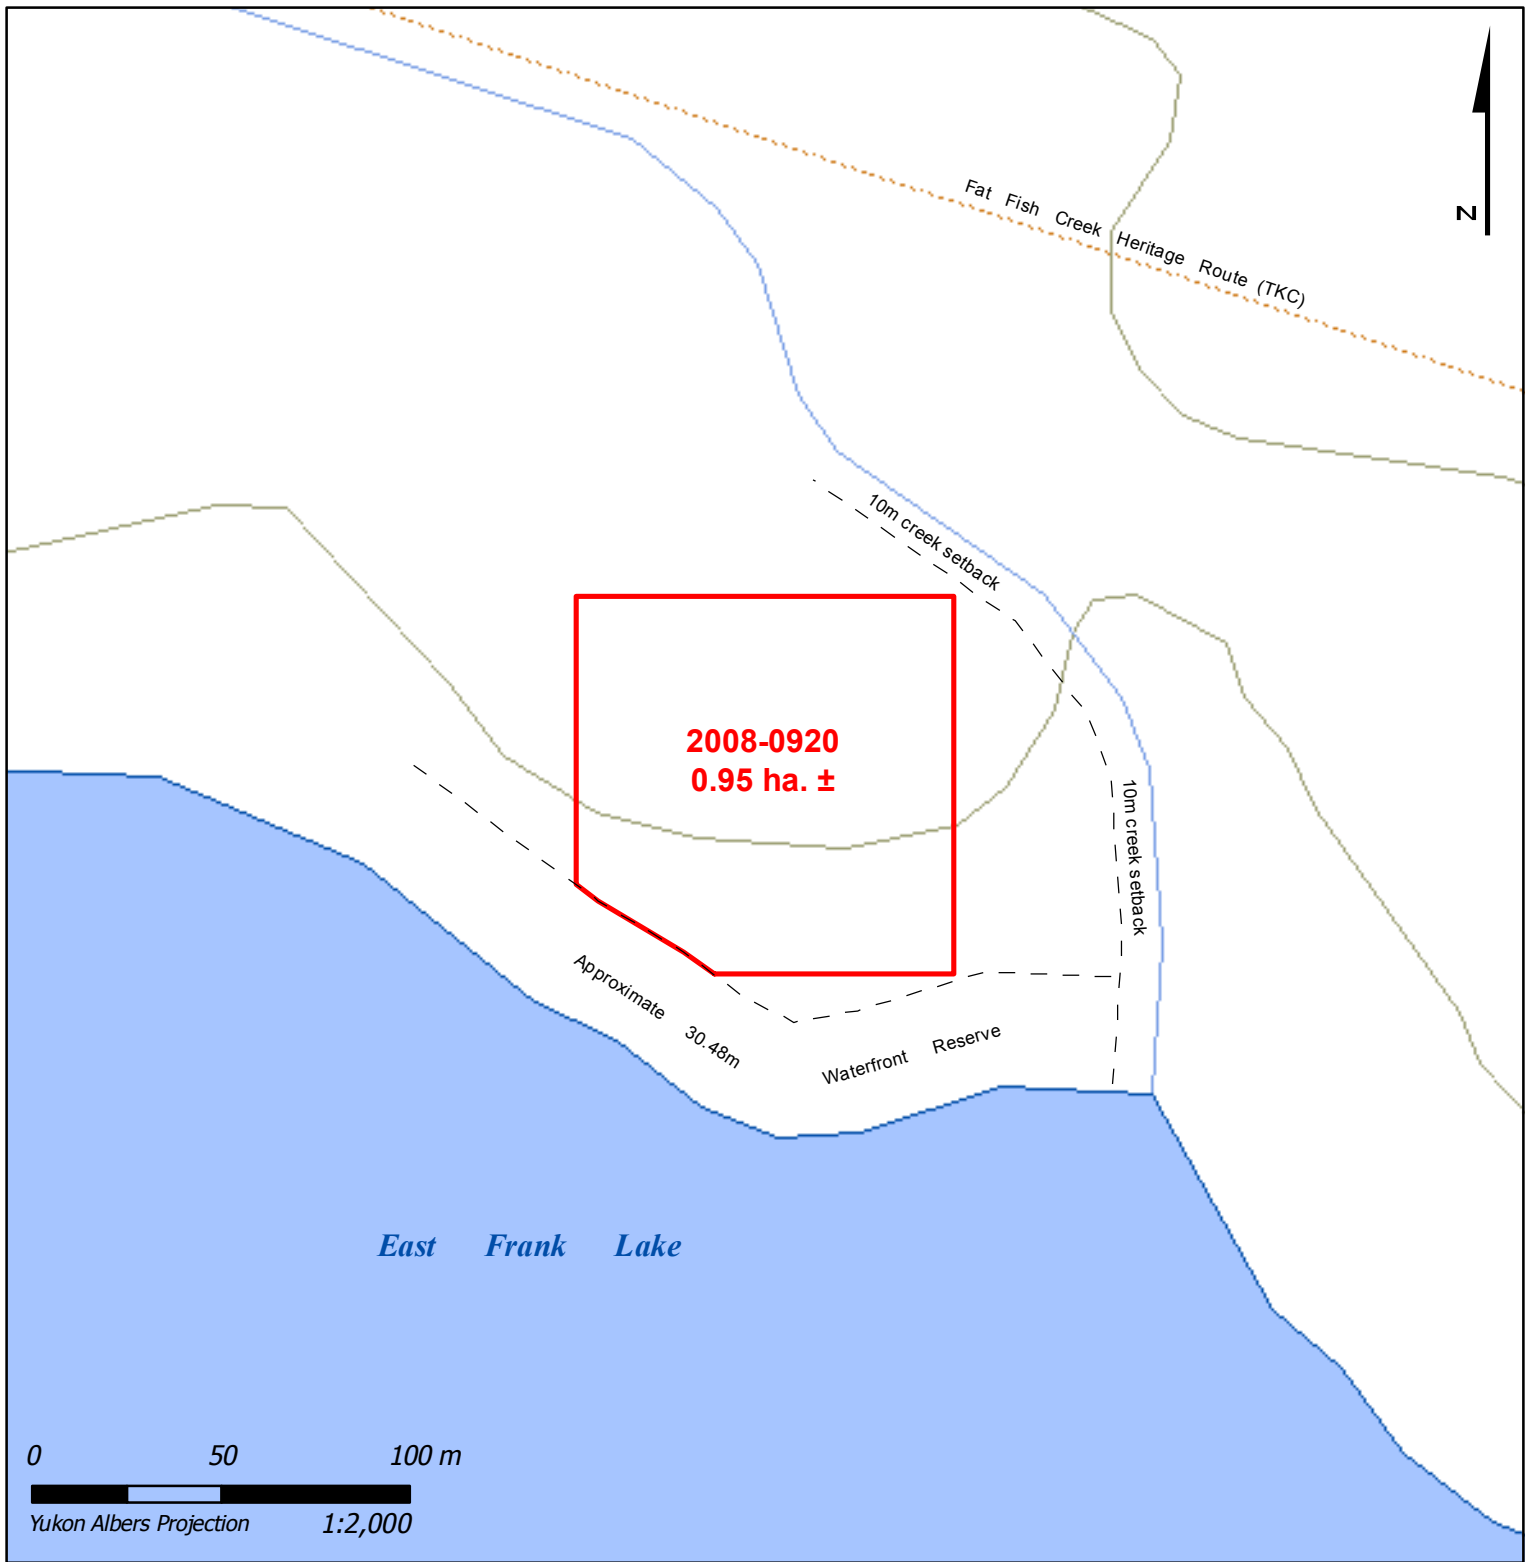 Fat Fish Creek Heritage Route (TKC)
N
10m creek setback
2008-0920
0.95 ha. ±
10m creek setback
Approximate 30.48m Waterfront Reserve
East Frank Lake
0 50 100 m
Yukon Albers Projection 1:2,000